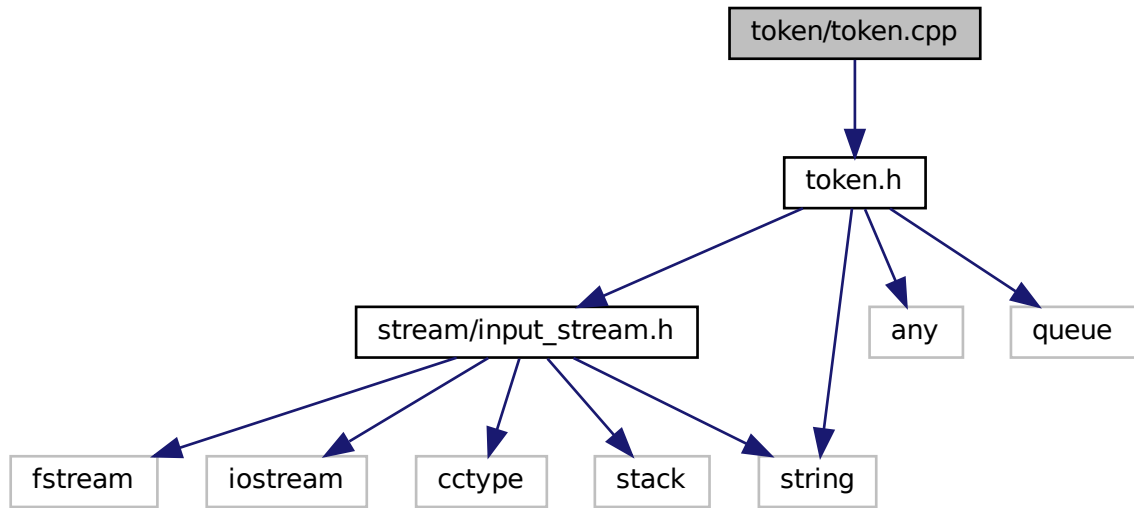 token/token.cpp
token.h
stream/input_stream.h
any
queue
fstream
iostream
cctype
stack
string